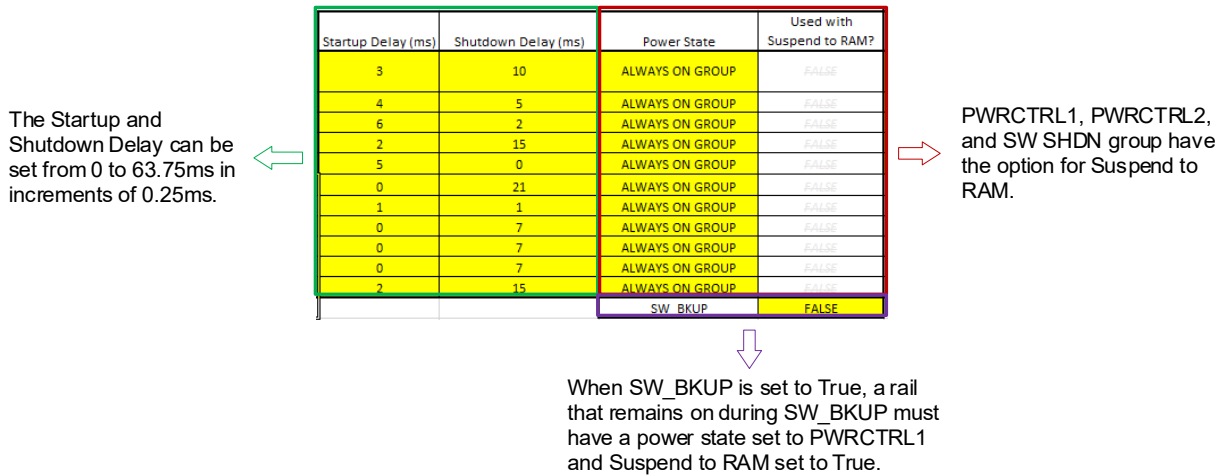 Used with
Startup Delay (ms) Shutdown Delay (ms) Power State Suspend to RAM?
3 10 ALWAYS ON GROUP FALSE
4 5 ALWAYS ON GROUP FALSE
6 2 ALWAYS ON GROUP FALSE
2 15 ALWAYS ON GROUP FALSE
5 0 ALWAYS ON GROUP FALSE
0 21 ALWAYS ON GROUP FALSE
1 1 ALWAYS ON GROUP FALSE
0 7 ALWAYS ON GROUP FALSE
0 7 ALWAYS ON GROUP FALSE
0 7 ALWAYS ON GROUP FALSE
2 15 ALWAYS ON GROUP FALSE
SW_BKUP FALSE
The Startup and
Shutdown Delay can be
set from 0 to 63.75ms in
increments of 0.25ms.
PWRCTRL1, PWRCTRL2,
and SW SHDN group have
the option for Suspend to
RAM.
When SW_BKUP is set to True, a rail
that remains on during SW_BKUP must
have a power state set to PWRCTRL1
and Suspend to RAM set to True.